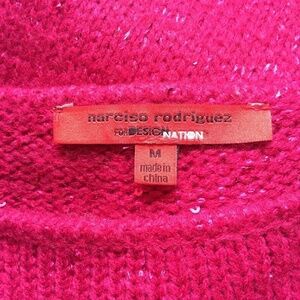 narciso rodriguez
FOR DESIGNATION
M
made in
china